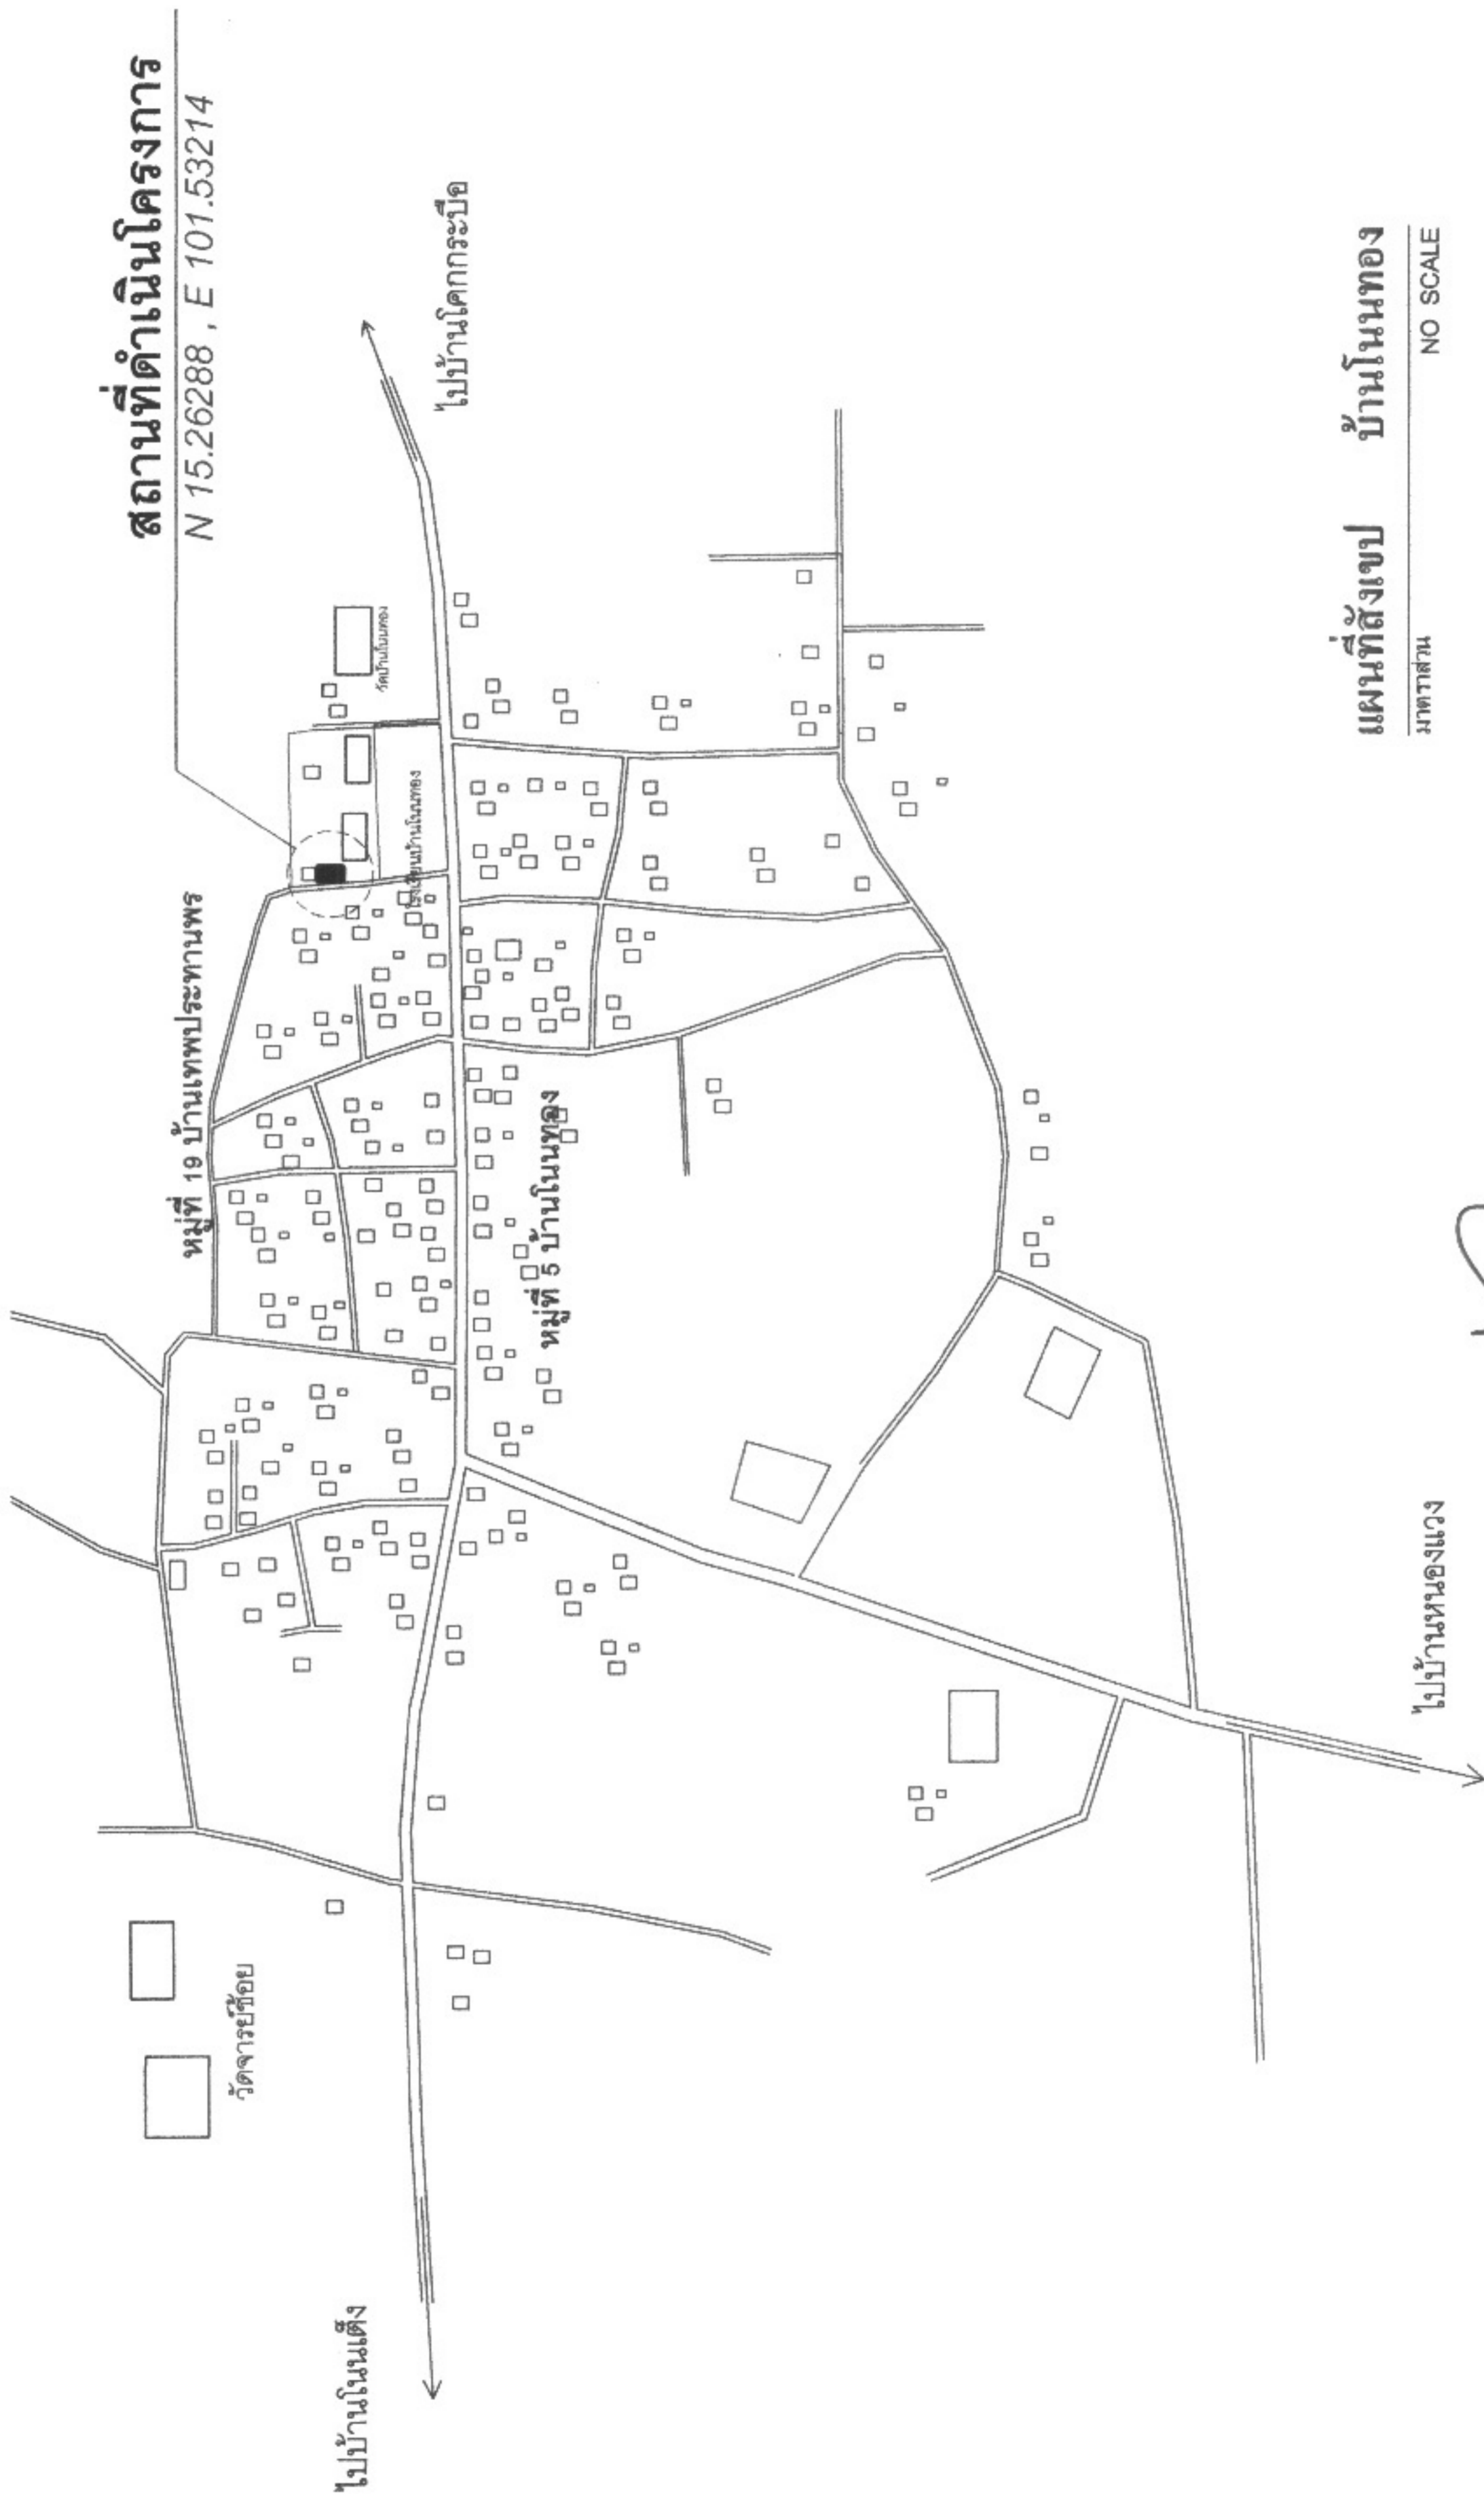 สถานที่ดำเนินโครงการ
N 15.26288 , E 101.53214
ไปบ้านโคกกระบือ
วัดบ้านโนนทอง
โรงเรียนบ้านโนนทอง
หมู่ที่ 19 บ้านเทพประทานพร
หมู่ที่ 5 บ้านโนนทอง
วัดจารย์ช้อย
ไปบ้านโนนเต็ง
ไปบ้านหนองแวง
แผนที่สังเขป บ้านโนนทอง
มาตราส่วน NO SCALE